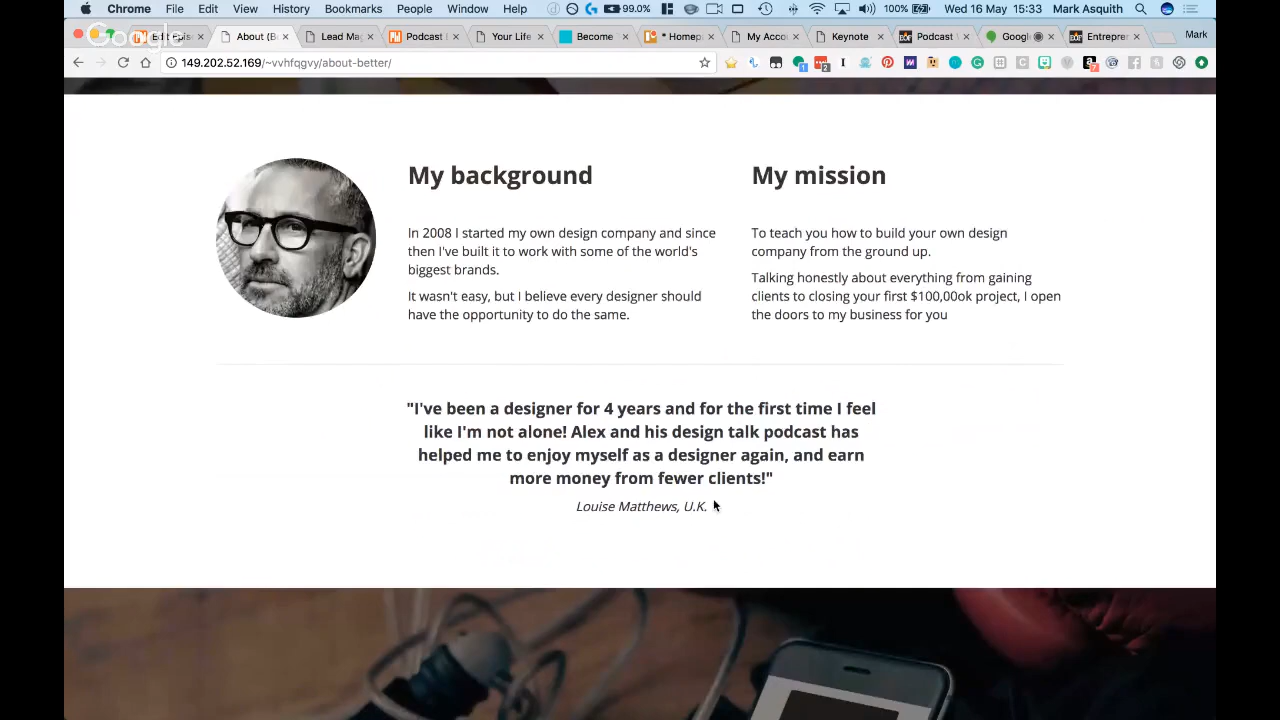 Chrome File Edit View History Bookmarks People Window Help 99.0% 100% Wed 16 May 15:33 Mark Asquith
Google
About (B Lead Ma Podcast Your Life Become * Homep My Acco Keynote Podcast Googl Entrepre Mark
149.202.52.169/~vvhfqgvy/about-better/
My background
In 2008 I started my own design company and since
then I've built it to work with some of the world's
biggest brands.
It wasn't easy, but I believe every designer should
have the opportunity to do the same.
My mission
To teach you how to build your own design
company from the ground up.
Talking honestly about everything from gaining
clients to closing your first $100,00ok project, I open
the doors to my business for you
"I've been a designer for 4 years and for the first time I feel
like I'm not alone! Alex and his design talk podcast has
helped me to enjoy myself as a designer again, and earn
more money from fewer clients!"
Louise Matthews, U.K.